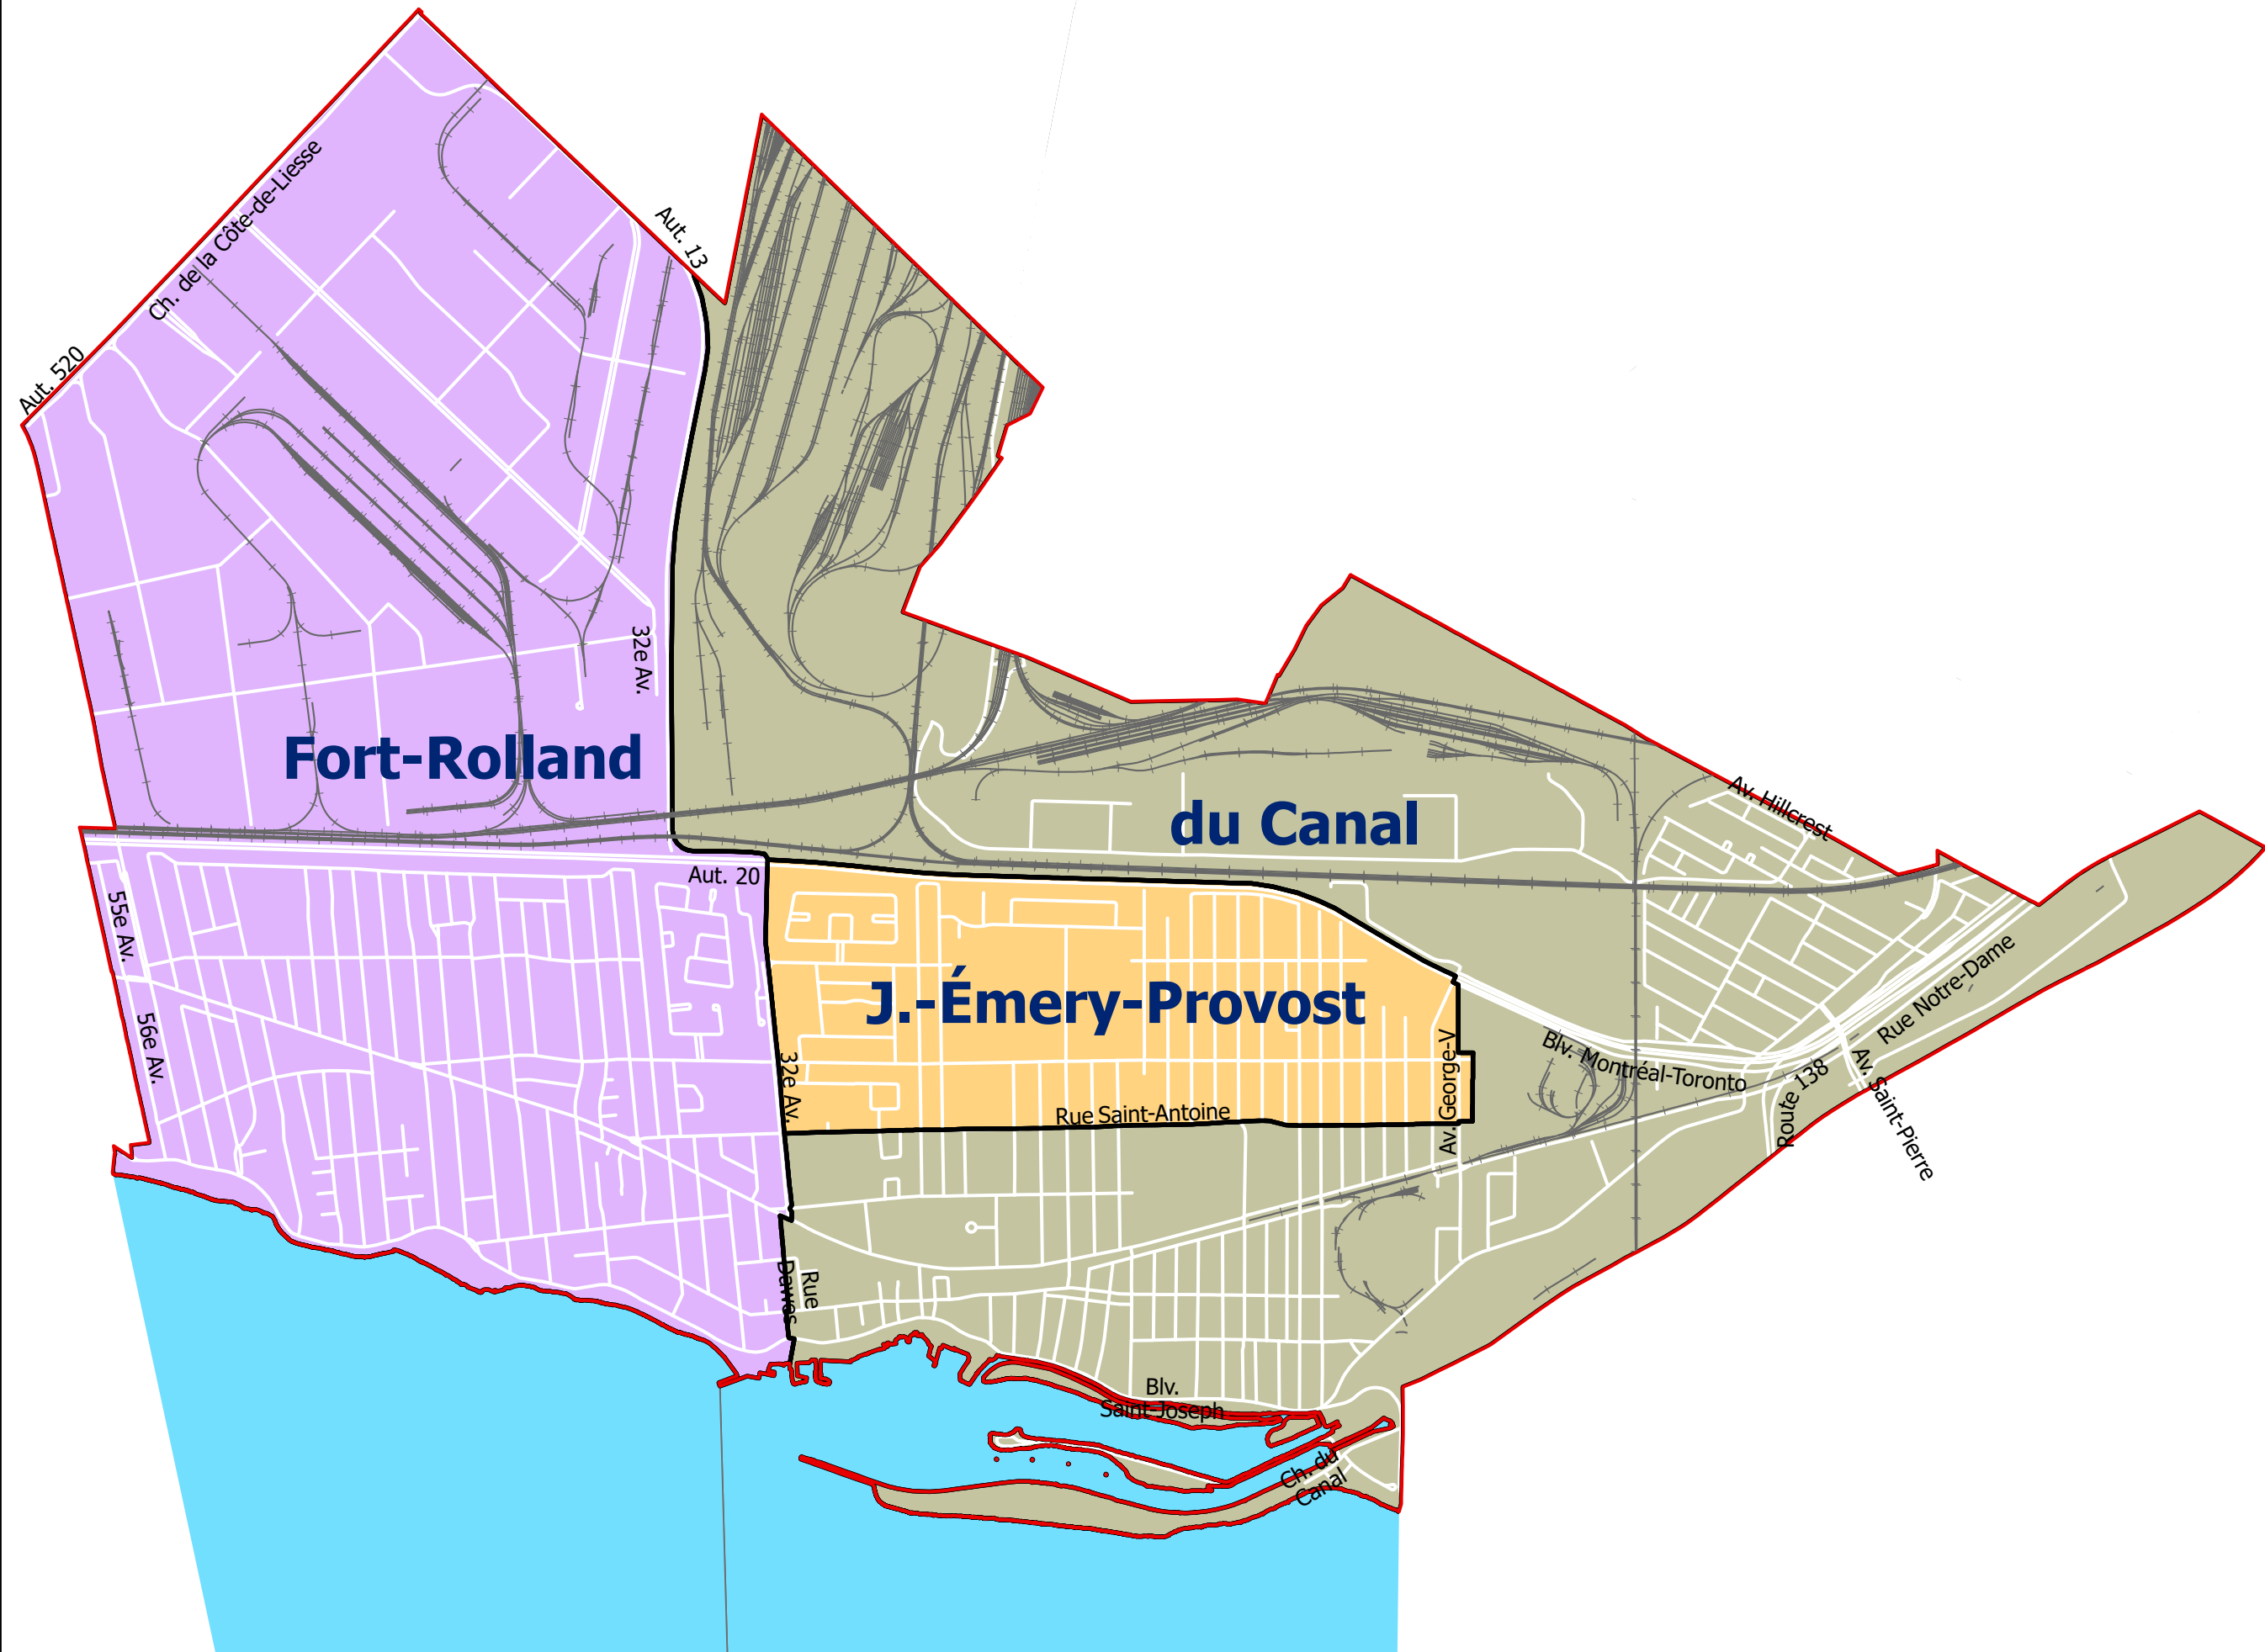 Ch. de la Côte-de-Liesse
Aut. 13
Aut. 520
32e Av.
Fort-Rolland
du Canal
Av. Hillcrest
Aut. 20
55e Av.
J.-Émery-Provost
Rue Notre-Dame
56e Av.
32e Av.
Av. George-V
Blv. Montréal-Toronto
Route 138
Av. Saint-Pierre
Rue Saint-Antoine
Rue
Dawes
Blv.
Saint-Joseph
Ch. du
Canal